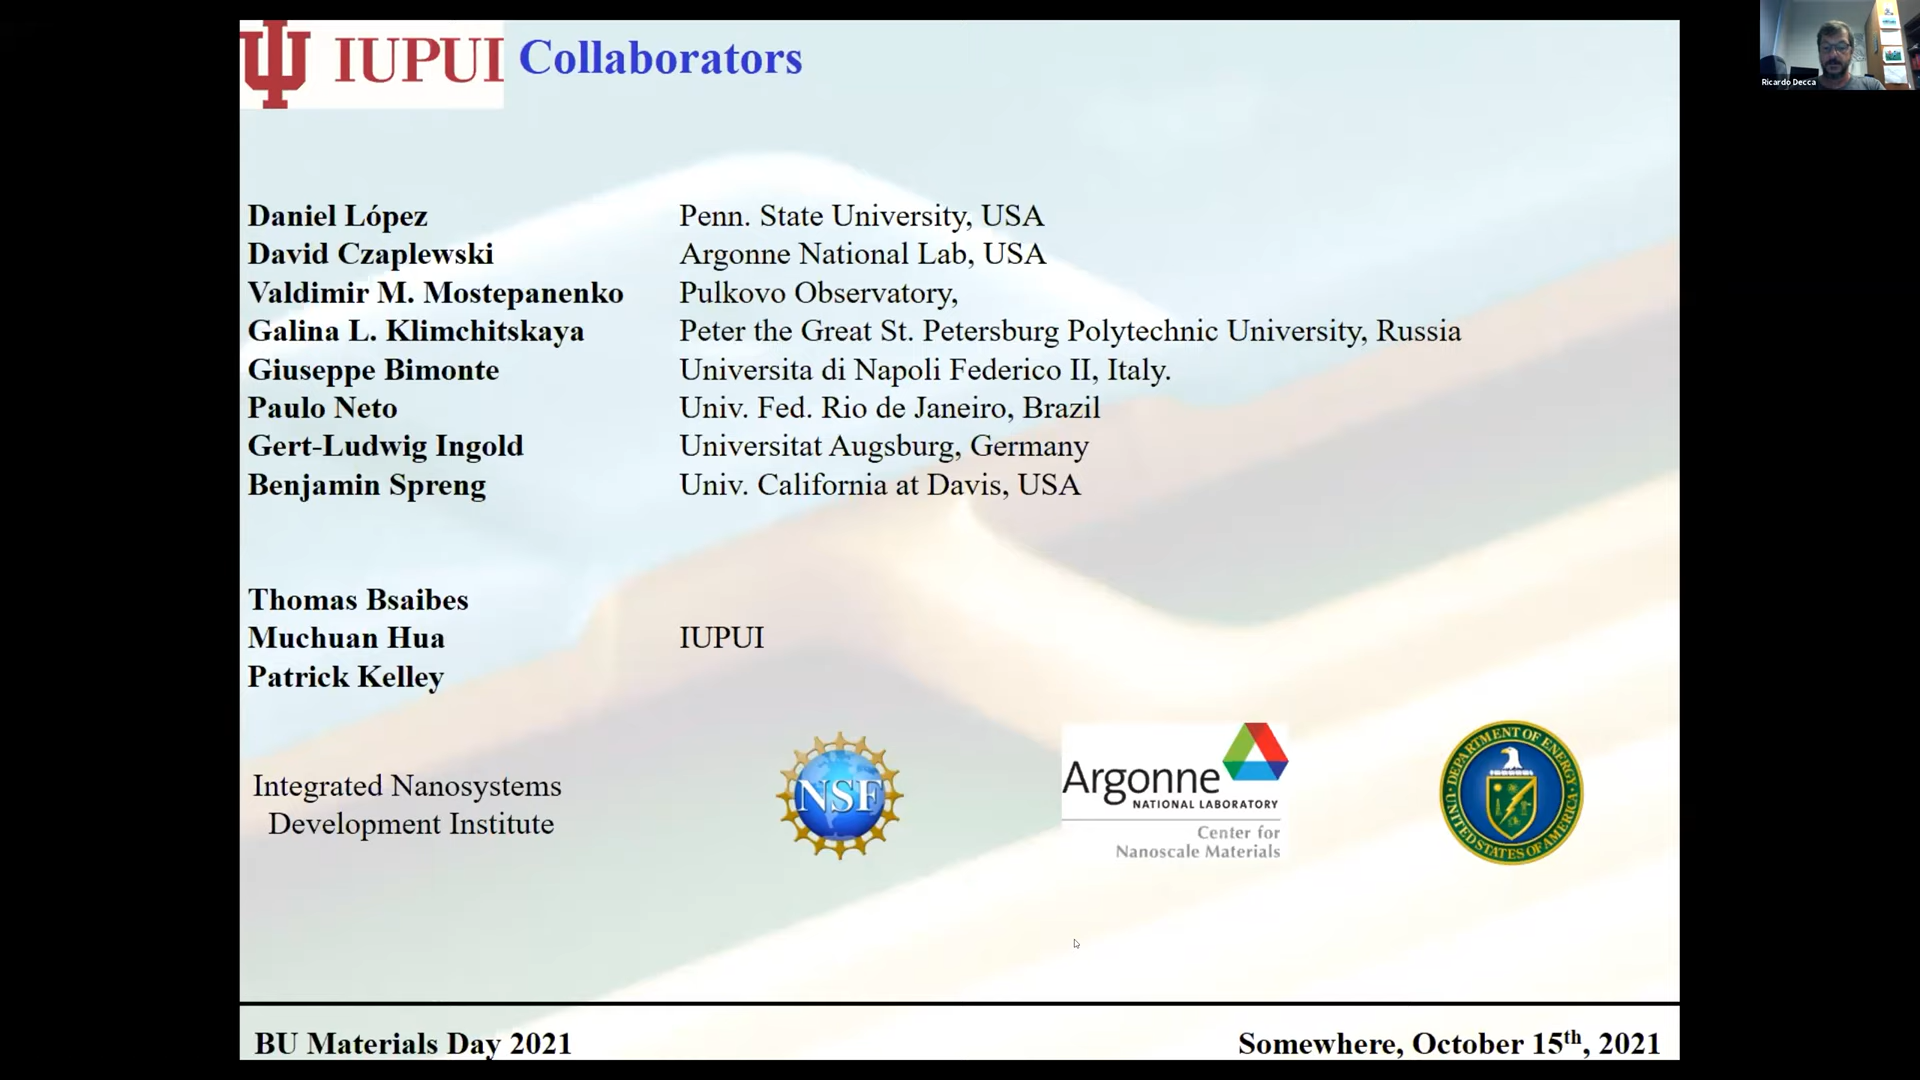 IUPUI Collaborators
Ricardo Decca
Daniel López Penn. State University, USA
David Czaplewski Argonne National Lab, USA
Valdimir M. Mostepanenko Pulkovo Observatory,
Galina L. Klimchitskaya Peter the Great St. Petersburg Polytechnic University, Russia
Giuseppe Bimonte Universita di Napoli Federico II, Italy.
Paulo Neto Univ. Fed. Rio de Janeiro, Brazil
Gert-Ludwig Ingold Universitat Augsburg, Germany
Benjamin Spreng Univ. California at Davis, USA
Thomas Bsaibes
Muchuan Hua IUPUI
Patrick Kelley
Integrated Nanosystems
Development Institute
NSF
Argonne
NATIONAL LABORATORY
Center for
Nanoscale Materials
DEPARTMENT OF ENERGY
UNITED STATES OF AMERICA
BU Materials Day 2021 Somewhere, October 15th, 2021